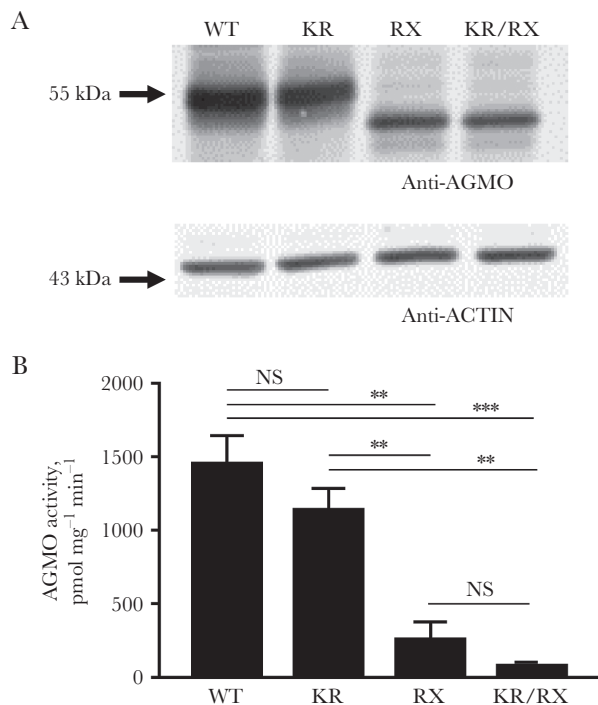 A
WT KR RX KR/RX
55 kDa
Anti-AGMO
43 kDa
Anti-ACTIN
B
2000
1500
1000
500
0
AGMO activity,
pmol mg⁻¹ min⁻¹
NS
**
***
**
**
NS
WT KR RX KR/RX